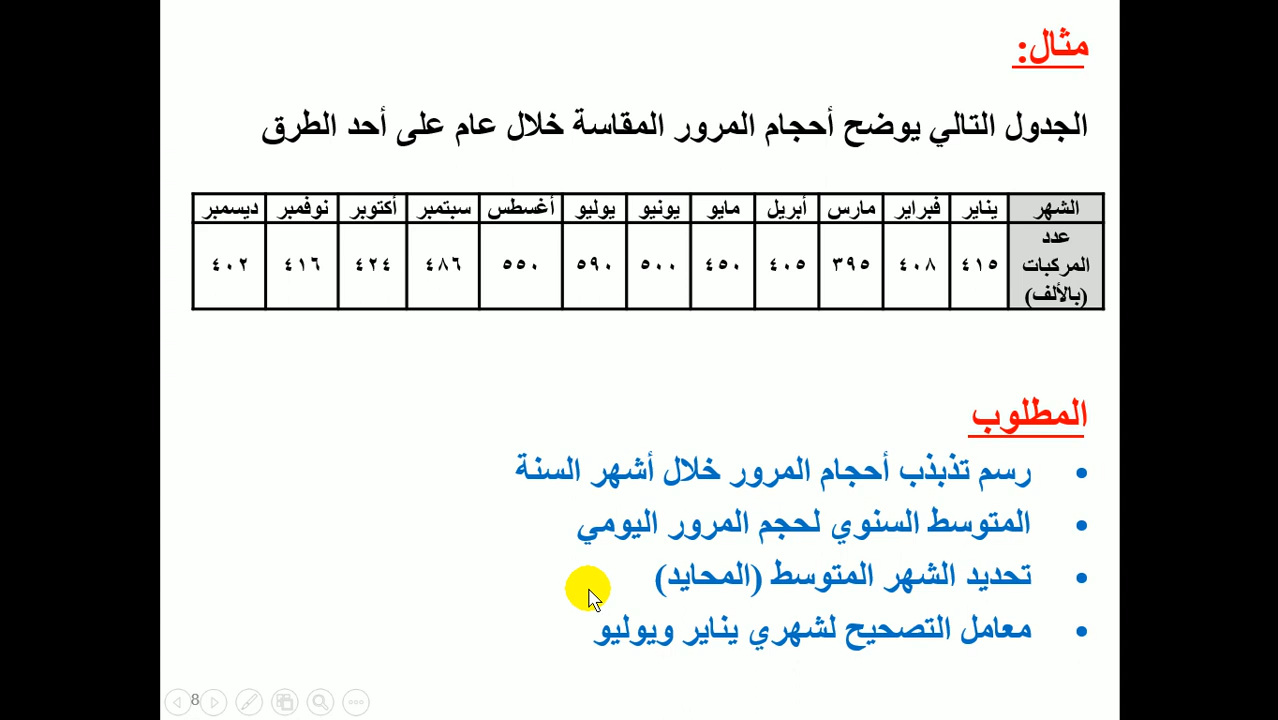 مثال:
الجدول التالي يوضح أحجام المرور المقاسة خلال عام على أحد الطرق
الشهر يناير فبراير مارس أبريل مايو يونيو يوليو أغسطس سبتمبر أكتوبر نوفمبر ديسمبر
عدد
المركبات ٤١٥ ٤٠٨ ٣٩٥ ٤٠٥ ٤٥٠ ٥٠٠ ٥٩٠ ٥٥٠ ٤٨٦ ٤٢٤ ٤١٦ ٤٠٢
(بالألف)
المطلوب
• رسم تذبذب أحجام المرور خلال أشهر السنة
• المتوسط السنوي لحجم المرور اليومي
• تحديد الشهر المتوسط (المحايد)
• معامل التصحيح لشهري يناير ويوليو
8